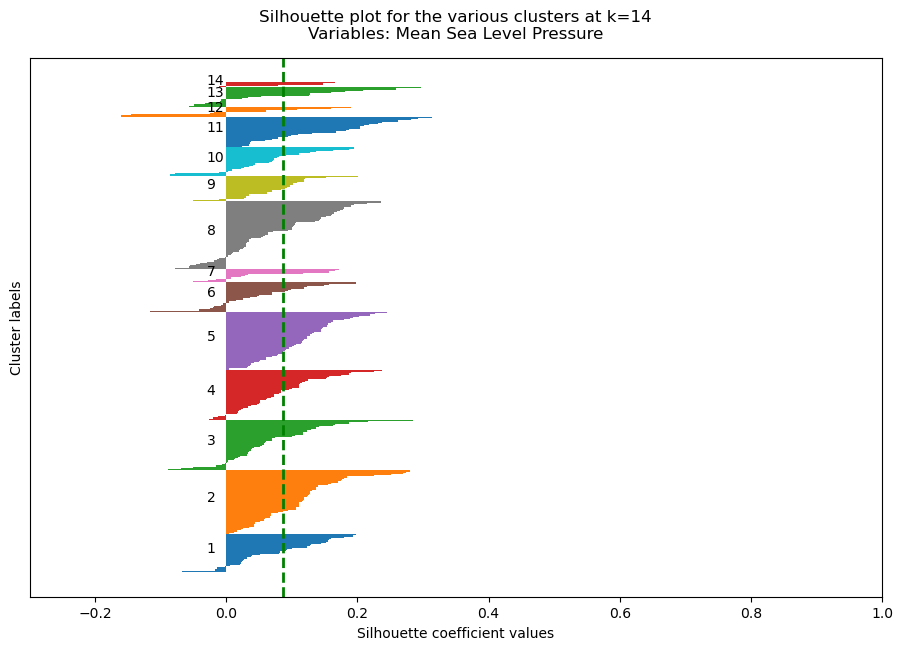 Silhouette plot for the various clusters at k=14
Variables: Mean Sea Level Pressure
14
13
12
11
10
9
8
7
6
5
4
3
2
1
Cluster labels
−0.2 0.0 0.2 0.4 0.6 0.8 1.0
Silhouette coefficient values